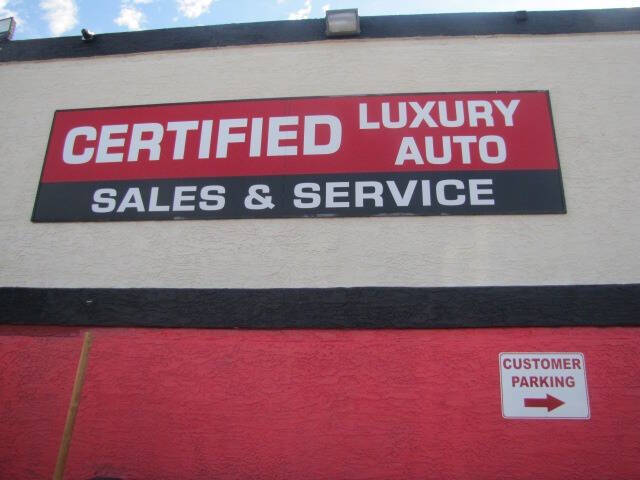 CERTIFIED LUXURY AUTO
SALES & SERVICE
CUSTOMER
PARKING